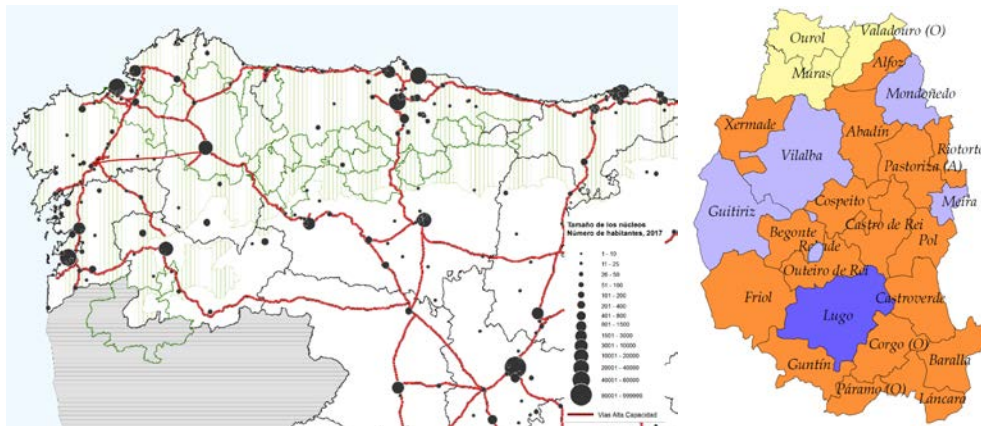 Tamaño de los núcleos
Número de habitantes, 2017
1 - 10
11 - 25
26 - 50
51 - 100
101 - 200
201 - 400
401 - 800
801 - 1500
1501 - 3000
3001 - 10000
10001 - 20000
20001 - 40000
40001 - 80000
80001 - 999999
Vías Alta Capacidad
Ourol
Valadouro (O)
Muras
Alfoz
Mondoñedo
Xermade
Abadín
Vilalba
Riotorto
Pastoriza (A)
Meira
Guitiriz
Cospeito
Castro de Rei
Begonte
Pol
Rábade
Outeiro de Rei
Friol
Castroverde
Lugo
Corgo (O)
Guntín
Baralla
Páramo (O)
Láncara